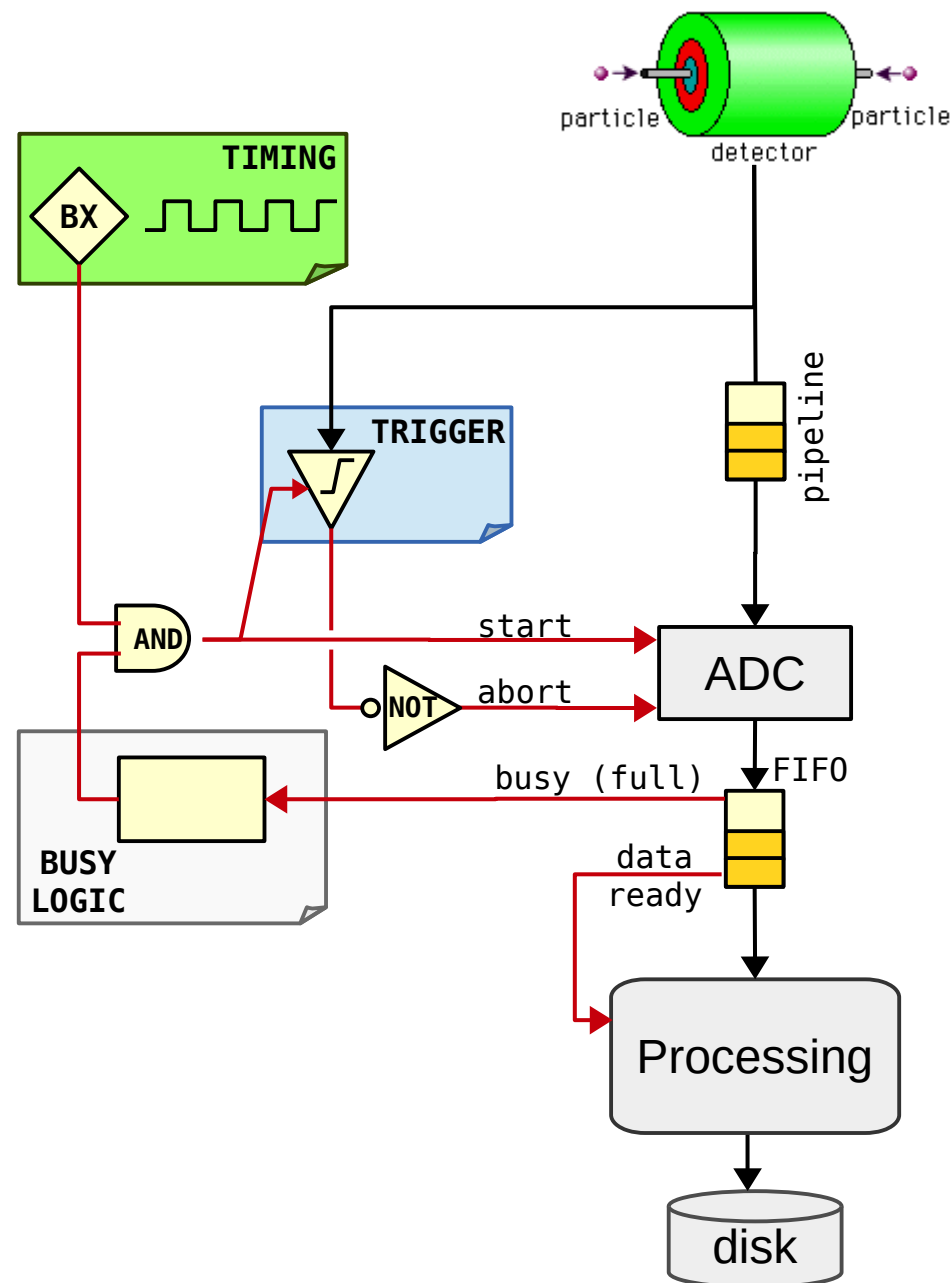 particle
particle
detector
TIMING
BX
pipeline
TRIGGER
start
AND
ADC
abort
NOT
FIFO
busy (full)
data
ready
BUSY
LOGIC
Processing
disk